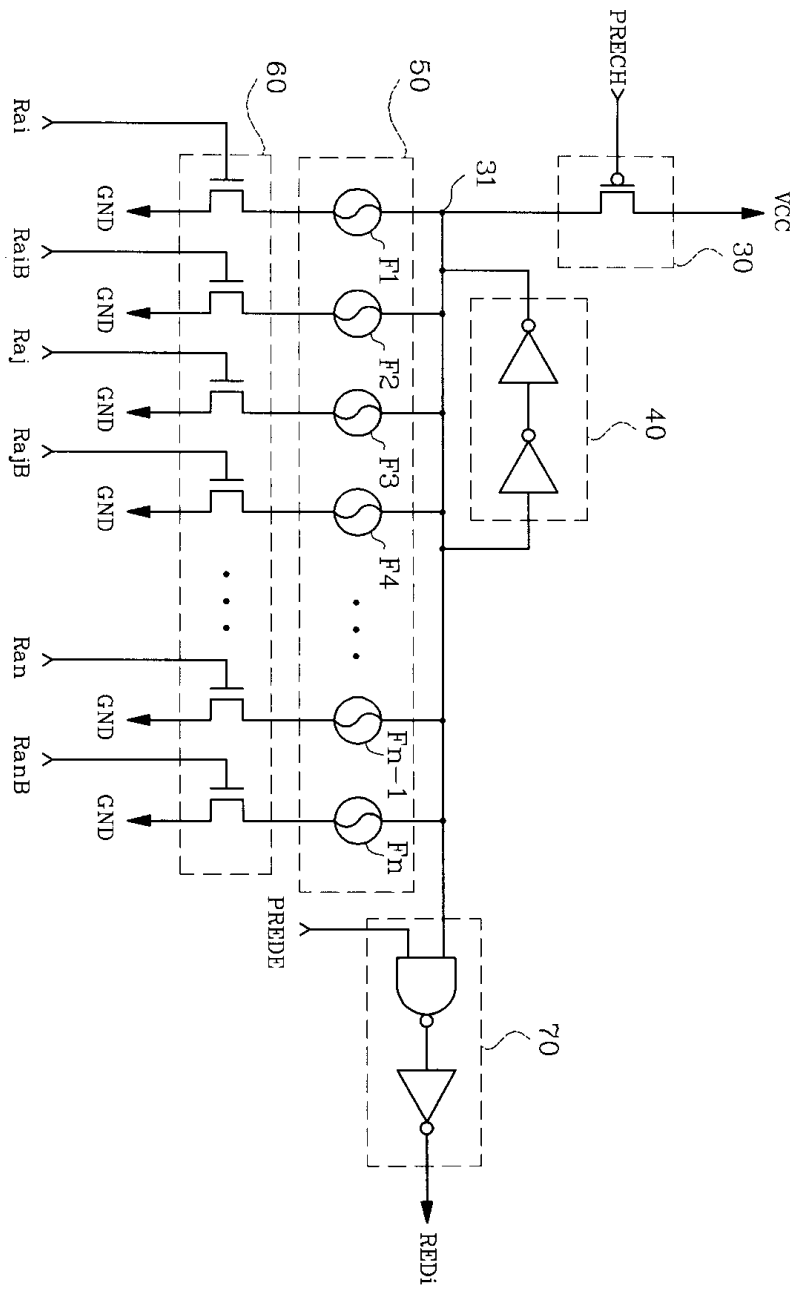 VCC
PRECH
30
31
40
50
F1
F2
F3
F4
Fn-1
Fn
60
GND
GND
GND
GND
GND
GND
Rai
RaiB
Raj
RajB
Ran
RanB
PREDE
70
REDi